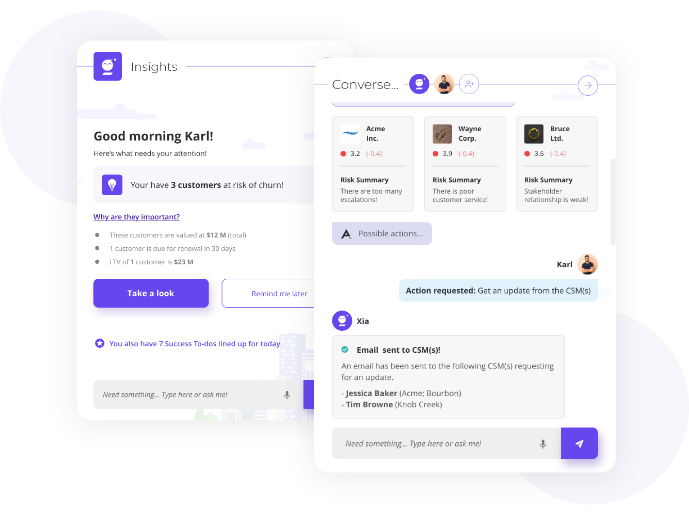 Insights
Good morning Karl!
Here's what needs your attention!
Your have 3 customers at risk of churn!
Why are they important?
These customers are valued at $12 M (total)
1 customer is due for renewal in 30 days
LTV of 1 customer is $23 M
Take a look
Remind me later
You also have 7 Success To-dos lined up for today
Need something... Type here or ask me!
Converse...
Acme
Inc.
3.2 (-0.4)
Risk Summary
There are too many
escalations!
Wayne
Corp.
3.9 (-0.4)
Risk Summary
There is poor
customer service!
Bruce
Ltd.
3.6 (-0.4)
Risk Summary
Stakeholder
relationship is weak!
Possible actions...
Karl
Action requested: Get an update from the CSM(s)
Xia
Email sent to CSM(s)!
An email has been sent to the following CSM(s) requesting
for an update.
- Jessica Baker (Acme; Bourbon)
- Tim Browne (Knob Creek)
Need something... Type here or ask me!